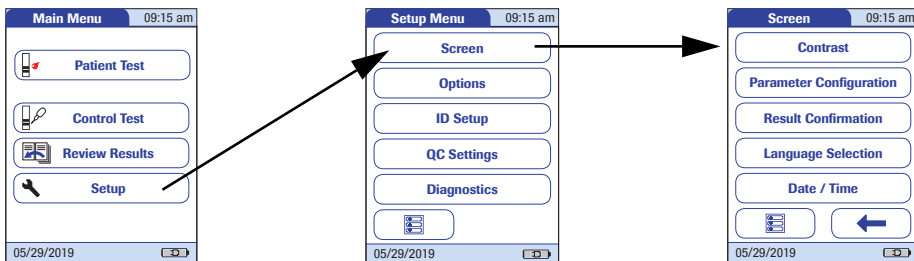 Main Menu 09:15 am
Patient Test
Control Test
Review Results
Setup
05/29/2019
Setup Menu 09:15 am
Screen
Options
ID Setup
QC Settings
Diagnostics
05/29/2019
Screen 09:15 am
Contrast
Parameter Configuration
Result Confirmation
Language Selection
Date / Time
05/29/2019